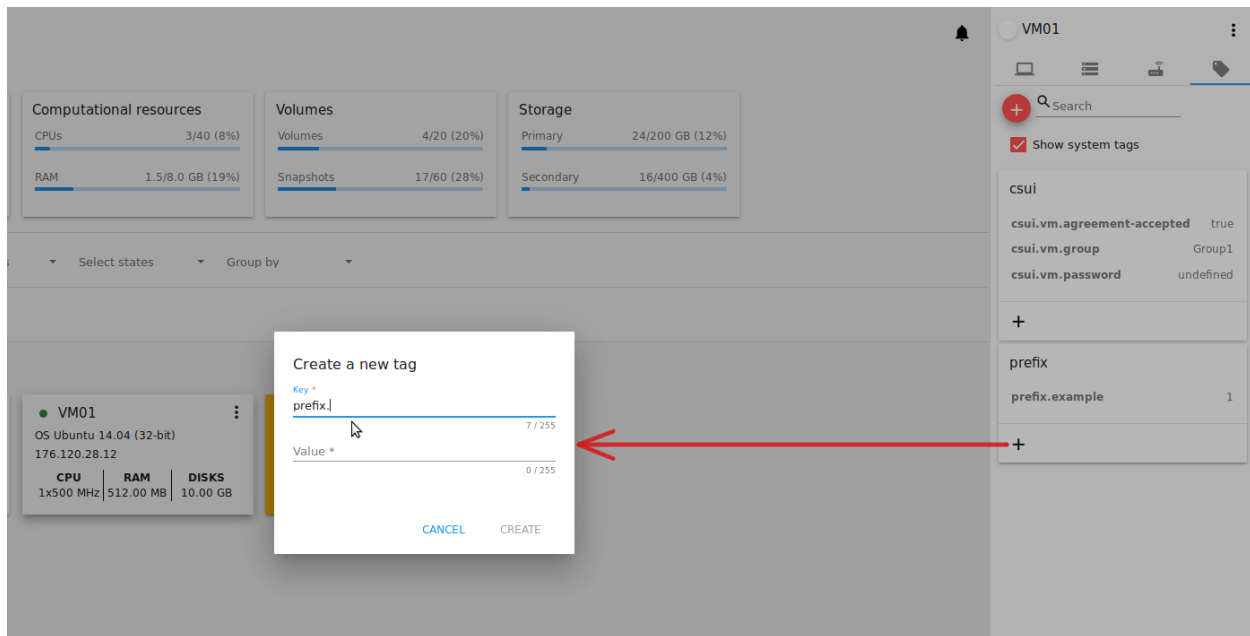 VM01
Search
Show system tags
Computational resources
CPUs 3/40 (8%)
RAM 1.5/8.0 GB (19%)
Volumes
Volumes 4/20 (20%)
Snapshots 17/60 (28%)
Storage
Primary 24/200 GB (12%)
Secondary 16/400 GB (4%)
Select states
Group by
csui
csui.vm.agreement-accepted true
csui.vm.group Group1
csui.vm.password undefined
+
prefix
prefix.example 1
+
VM01
OS Ubuntu 14.04 (32-bit)
176.120.28.12
CPU RAM DISKS
1x500 MHz 512.00 MB 10.00 GB
Create a new tag
Key *
prefix.
7 / 255
Value *
0 / 255
CANCEL CREATE